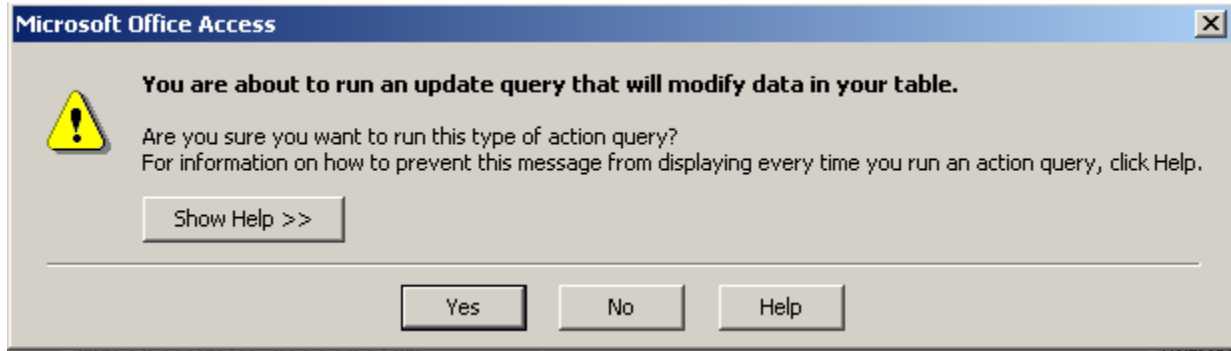 Microsoft Office Access
You are about to run an update query that will modify data in your table.
Are you sure you want to run this type of action query?
For information on how to prevent this message from displaying every time you run an action query, click Help.
Show Help >>
Yes No Help